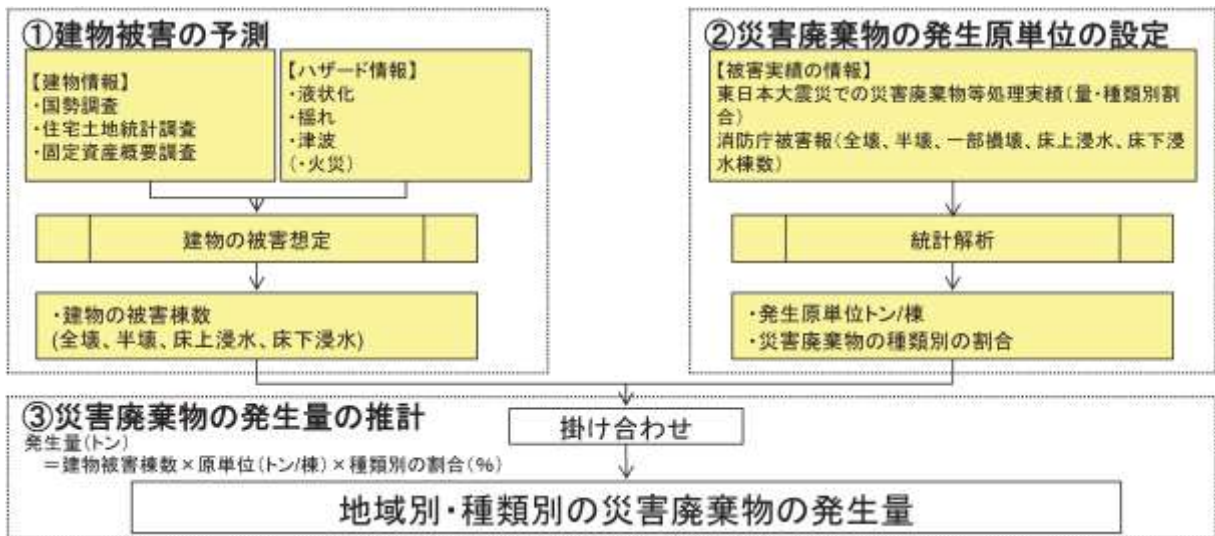 ①建物被害の予測
【建物情報】
・国勢調査
・住宅土地統計調査
・固定資産概要調査
【ハザード情報】
・液状化
・揺れ
・津波
(・火災)
建物の被害想定
・建物の被害棟数
(全壊、半壊、床上浸水、床下浸水)
②災害廃棄物の発生原単位の設定
【被害実績の情報】
東日本大震災での災害廃棄物等処理実績(量・種類別割
合)
消防庁被害報(全壊、半壊、一部損壊、床上浸水、床下浸
水棟数)
統計解析
・発生原単位トン/棟
・災害廃棄物の種類別の割合
③災害廃棄物の発生量の推計
発生量(トン)
＝建物被害棟数×原単位(トン/棟)×種類別の割合(%)
掛け合わせ
地域別・種類別の災害廃棄物の発生量